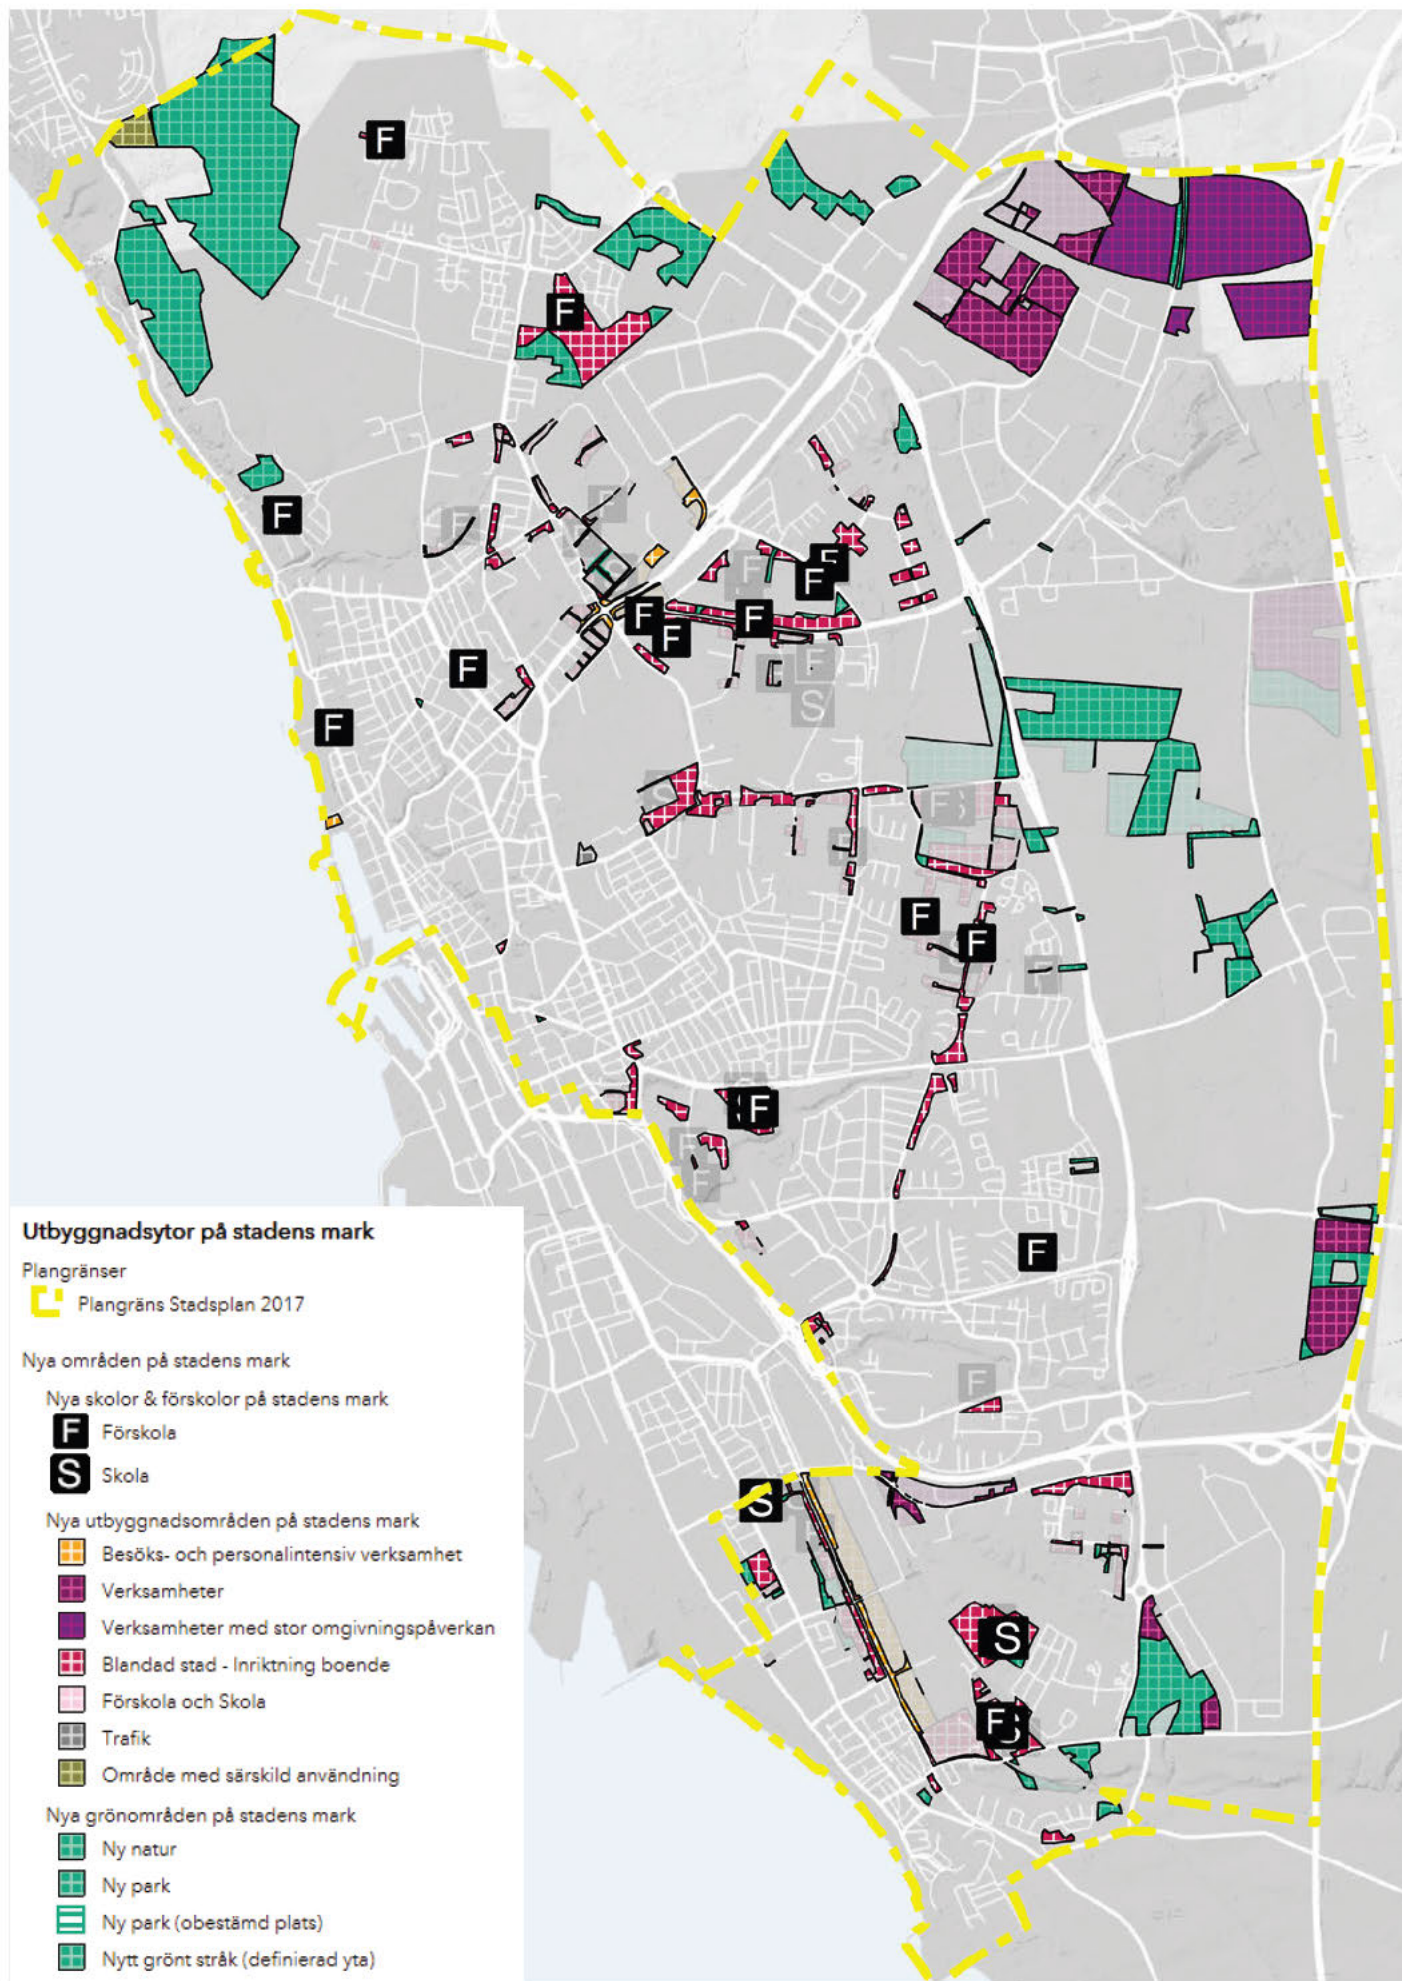 F
F
F
F
F
F
F
F
F
F
F
F
S
F
F
S
F
F
F
F
F
F
F
F
F
F
S
S
F
S
Utbyggnadsytor på stadens mark
Plangränser
Plangräns Stadsplan 2017
Nya områden på stadens mark
Nya skolor & förskolor på stadens mark
F Förskola
S Skola
Nya utbyggnadsområden på stadens mark
Besöks- och personalintensiv verksamhet
Verksamheter
Verksamheter med stor omgivningspåverkan
Blandad stad - Inriktning boende
Förskola och Skola
Trafik
Område med särskild användning
Nya grönområden på stadens mark
Ny natur
Ny park
Ny park (obestämd plats)
Nytt grönt stråk (definierad yta)